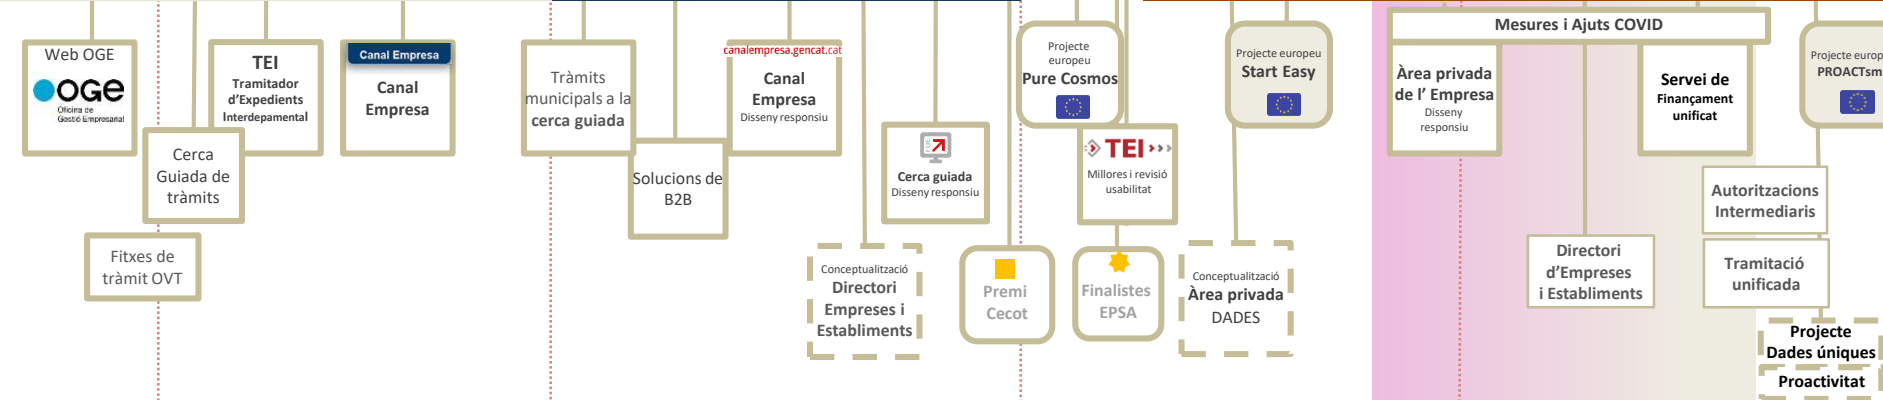 Web OGE
OGE
Oficina de
Gestió Empresarial
Cerca
Guiada de
tràmits
Fitxes de
tràmit OVT
TEI
Tramitador
d'Expedients
Interdepamental
Canal Empresa
Canal
Empresa
Tràmits
municipals a la
cerca guiada
Solucions de
B2B
canalempresa.gencat.cat
Canal
Empresa
Disseny responsiu
Conceptualització
Directori
Empreses i
Establiments
Cerca guiada
Disseny responsiu
Premi
Cecot
Projecte
europeu
Pure Cosmos
TEI
Millores i revisió
usabilitat
Finalistes
EPSA
Projecte europeu
Start Easy
Conceptualització
Àrea privada
DADES
Mesures i Ajuts COVID
Àrea privada
de l' Empresa
Disseny
responsiu
Directori
d'Empreses
i Establiments
Servei de
Finançament
unificat
Autoritzacions
Intermediaris
Tramitació
unificada
Projecte europ
PROACTsm
Projecte
Dades úniques
Proactivitat